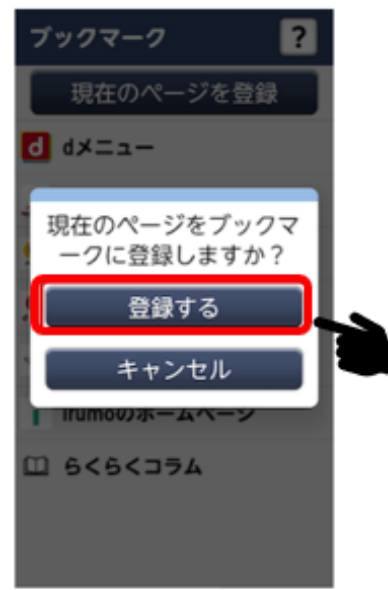 ブックマーク ?
現在のページを登録
d dメニュー
現在のページをブックマ
ークに登録しますか？
登録する
キャンセル
irumoのホームページ
らくらくコラム